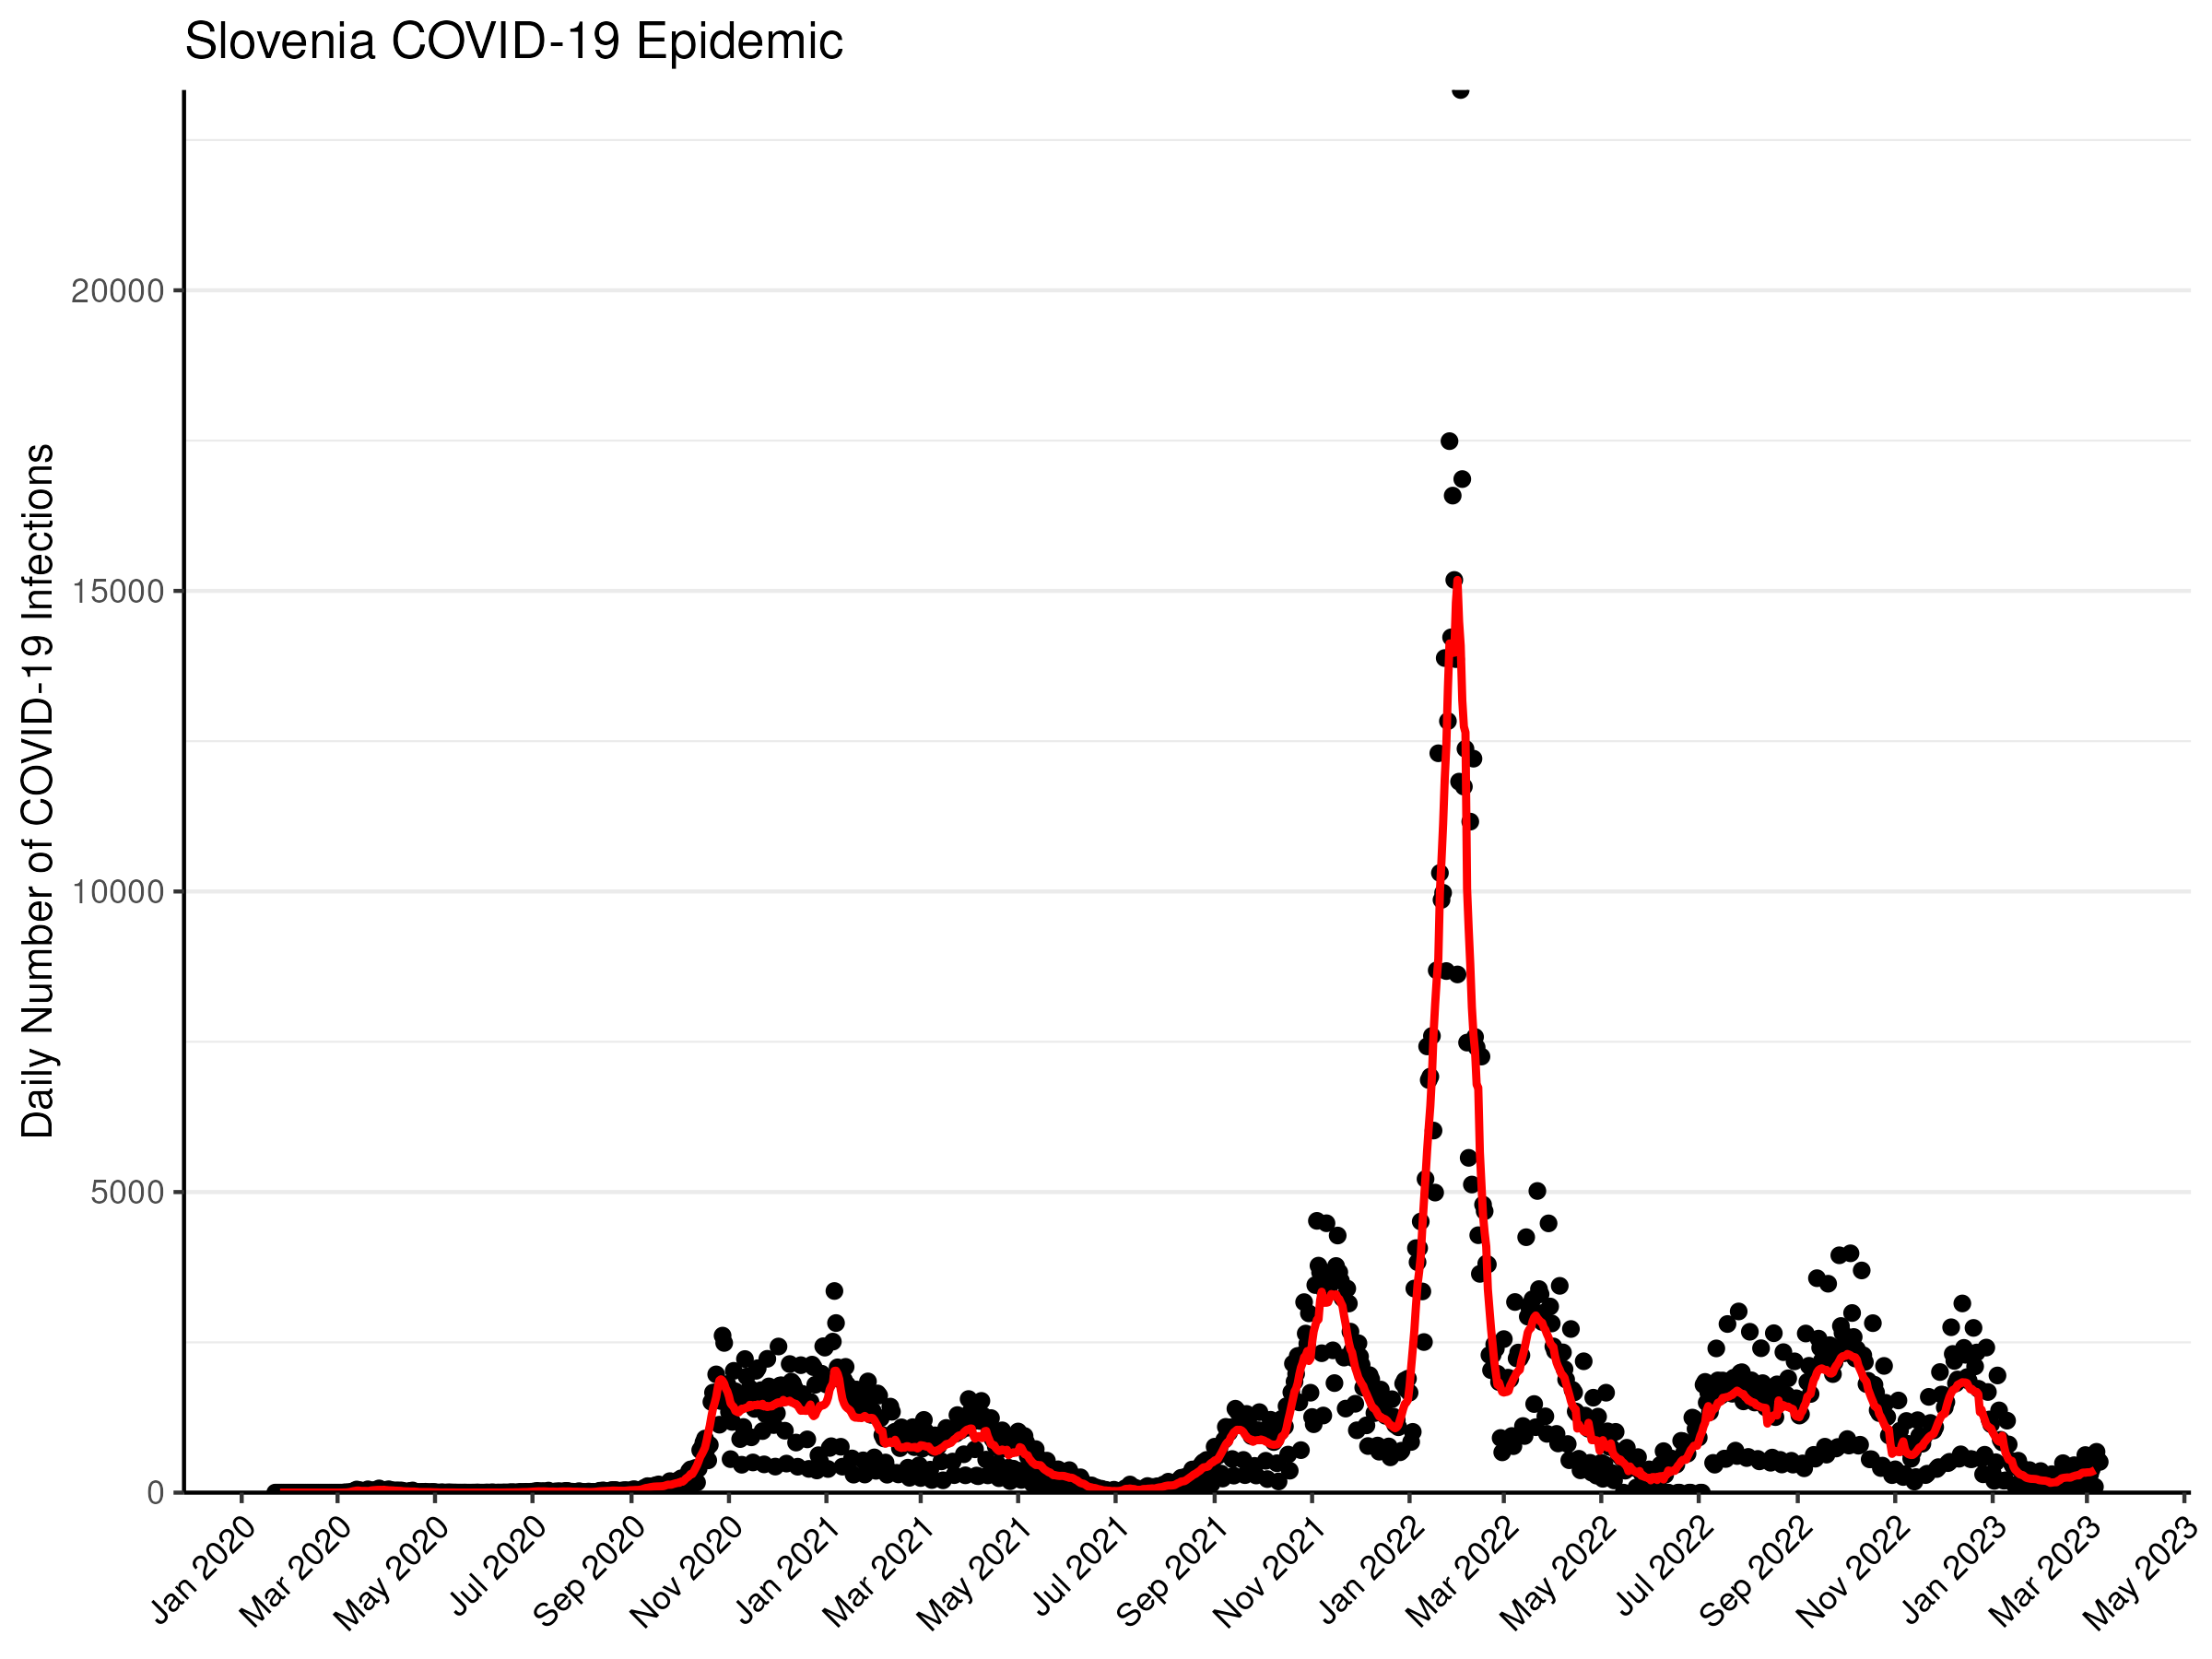 Slovenia COVID-19 Epidemic
Daily Number of COVID-19 Infections
20000
15000
10000
5000
0
Jan 2020
Mar 2020
May 2020
Jul 2020
Sep 2020
Nov 2020
Jan 2021
Mar 2021
May 2021
Jul 2021
Sep 2021
Nov 2021
Jan 2022
Mar 2022
May 2022
Jul 2022
Sep 2022
Nov 2022
Jan 2023
Mar 2023
May 2023